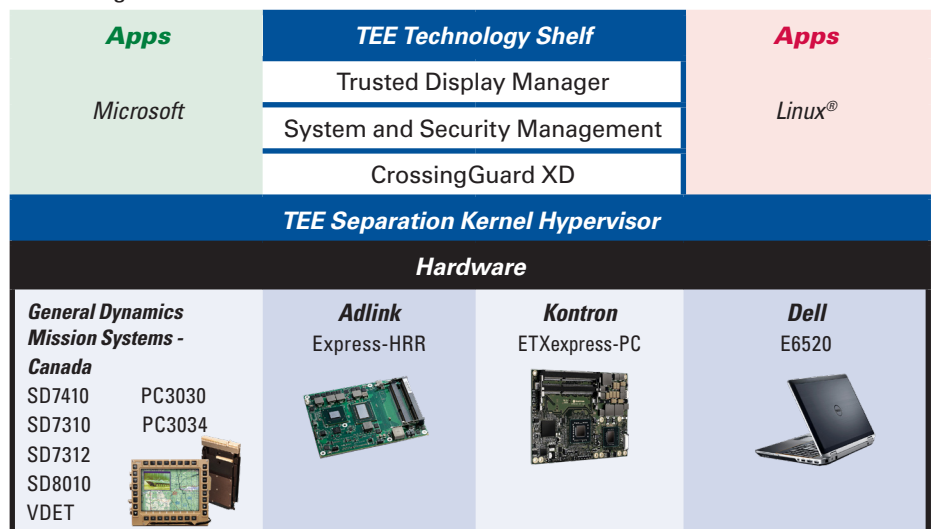 Apps
TEE Technology Shelf
Apps
Microsoft
Trusted Display Manager
System and Security Management
CrossingGuard XD
Linux®
TEE Separation Kernel Hypervisor
Hardware
General Dynamics
Mission Systems -
Canada
SD7410 PC3030
SD7310 PC3034
SD7312
SD8010
VDET
Adlink
Express-HRR
Kontron
ETXexpress-PC
Dell
E6520